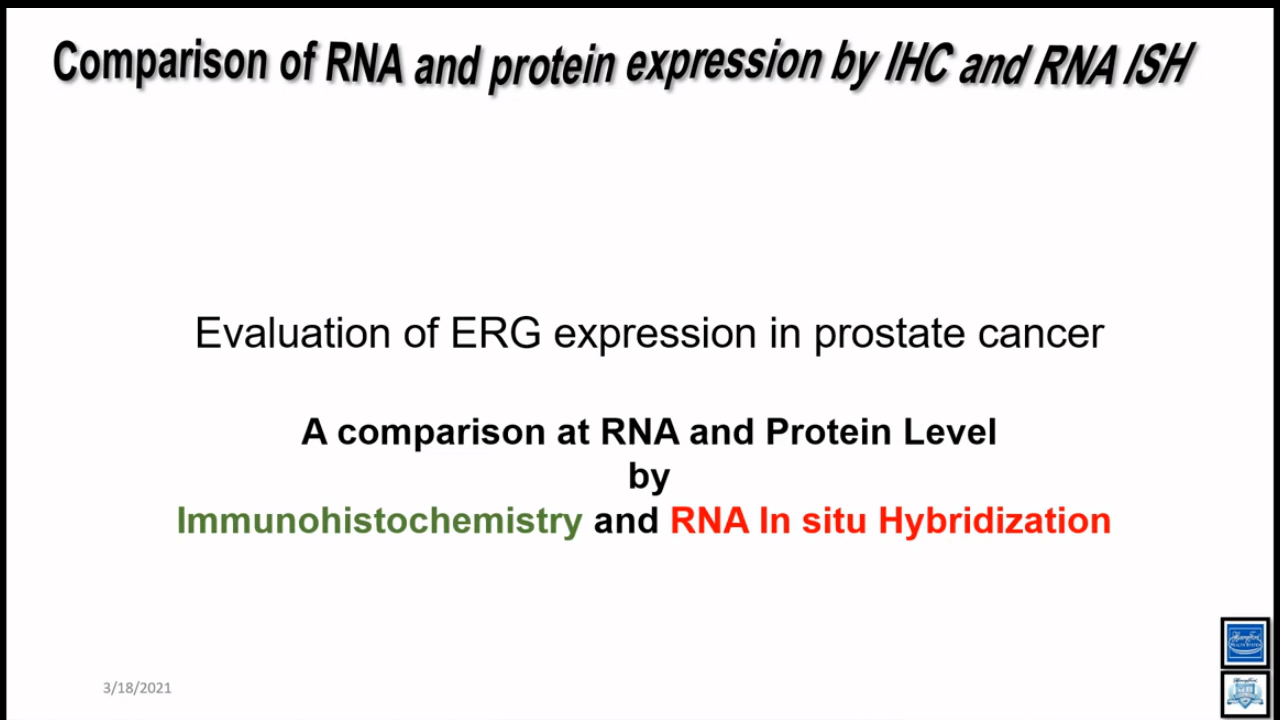 Comparison of RNA and protein expression by IHC and RNA ISH
Evaluation of ERG expression in prostate cancer
A comparison at RNA and Protein Level
by
Immunohistochemistry and RNA In situ Hybridization
3/18/2021